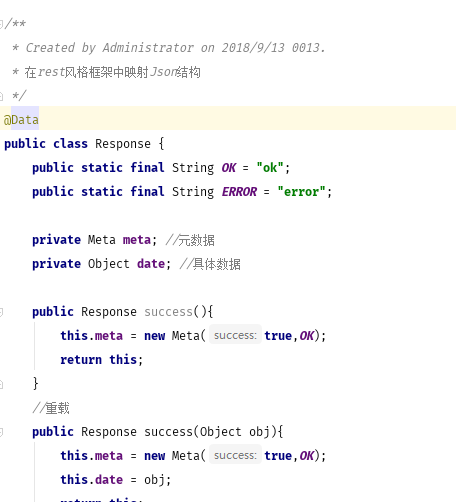 /**
* Created by Administrator on 2018/9/13 0013.
* 在rest风格框架中映射Json结构
*/
@Data
public class Response {
public static final String OK = "ok";
public static final String ERROR = "error";
private Meta meta; //元数据
private Object date; //具体数据
public Response success(){
this.meta = new Meta( success: true,OK);
return this;
}
//重载
public Response success(Object obj){
this.meta = new Meta( success: true,OK);
this.date = obj;
return this;